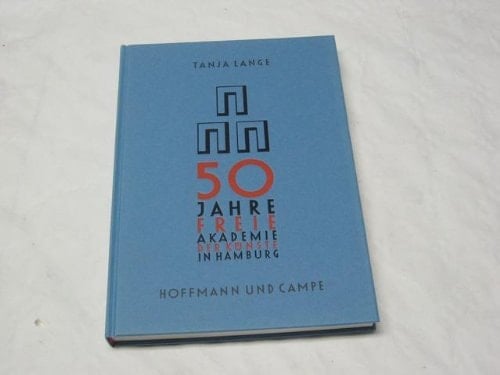 TANJA LANGE
50
JAHRE
FREIE
AKADEMIE
DER KÜNSTE
IN HAMBURG
HOFFMANN UND CAMPE